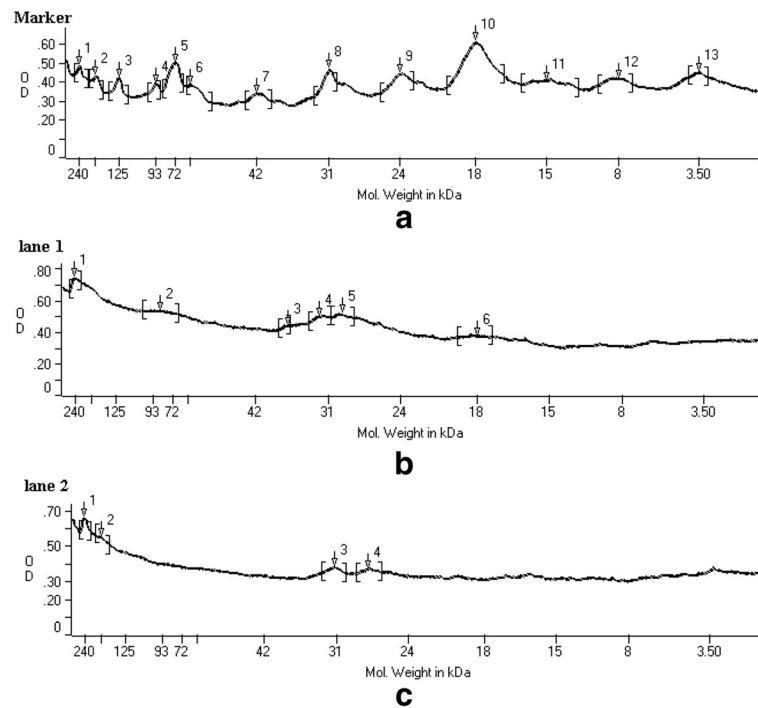 Marker
1 2 3 4 5 6 7 8 9 10 11 12 13
.60
.50
.40
.30
.20
0
O D
240 125 93 72 42 31 24 18 15 8 3.50
Mol. Weight in kDa
a
lane 1
1 2 3 4 5 6
.80
.60
.40
.20
0
O D
240 125 93 72 42 31 24 18 15 8 3.50
Mol. Weight in kDa
b
lane 2
1 2 3 4
.70
.50
.30
.20
0
O D
240 125 93 72 42 31 24 18 15 8 3.50
Mol. Weight in kDa
c